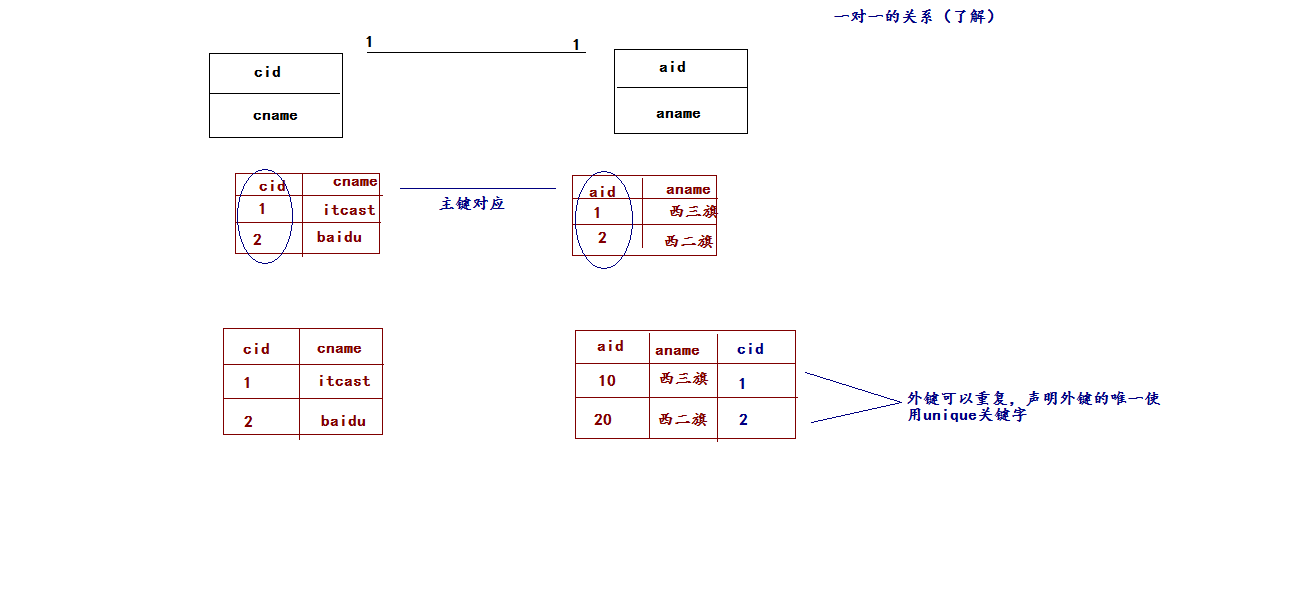 一对一的关系（了解）
1 1
cid
cname
aid
aname
cid cname
1 itcast
2 baidu
主键对应
aid aname
1 西三旗
2 西二旗
cid cname
1 itcast
2 baidu
aid aname cid
10 西三旗 1
20 西二旗 2
外键可以重复，声明外键的唯一使
用unique关键字